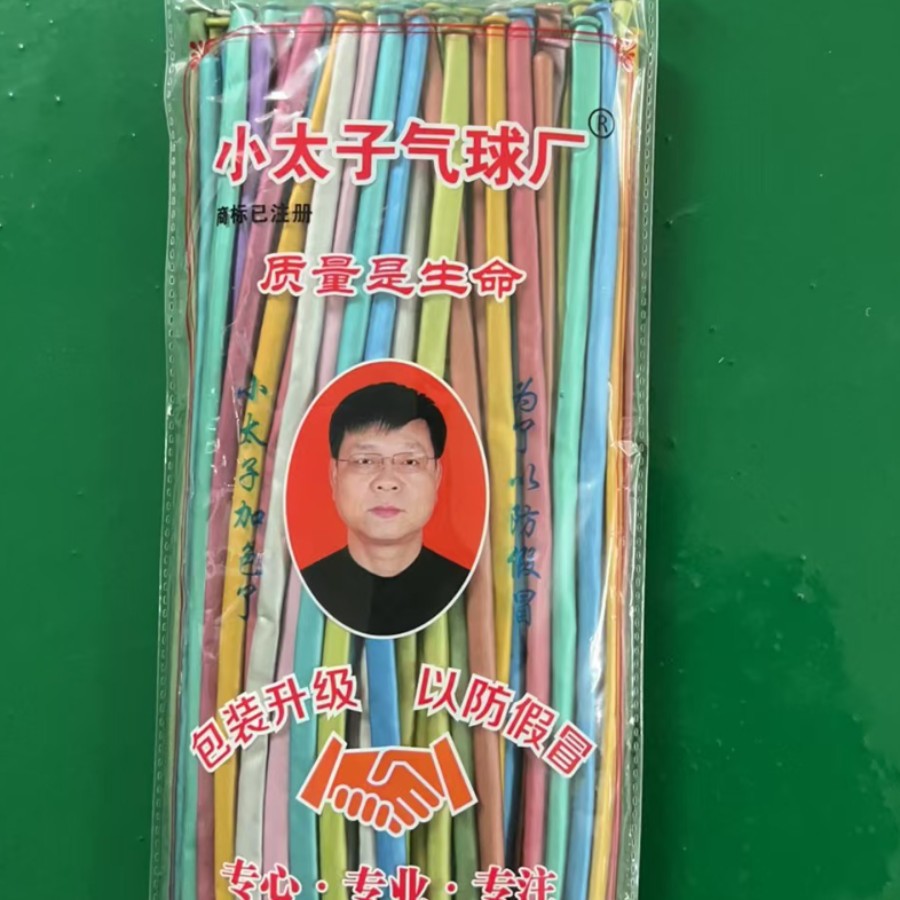 小太子气球厂®
商标已注册
质量是生命
为了以防假冒
小太子加色了
包装升级 以防假冒
专心·专业·专注